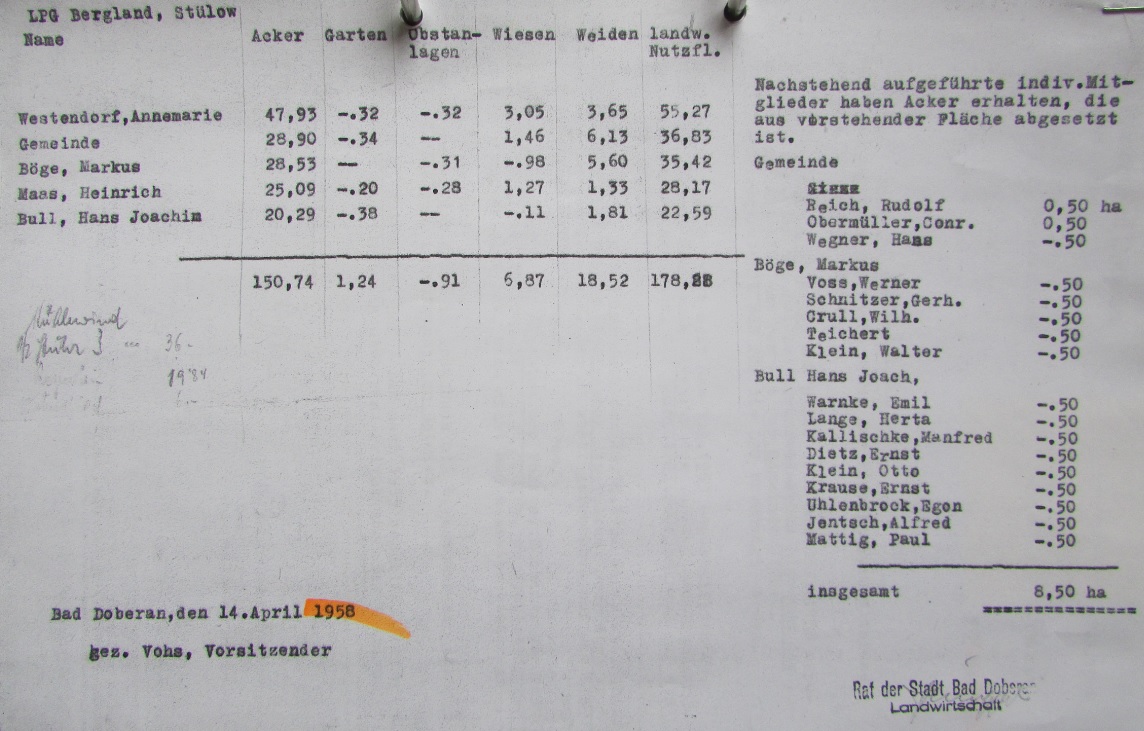 LPG Bergland, Stülow
Name Acker Garten Obstan- Wiesen Weiden landw.
lagen Nutzfl.
Westendorf,Annemarie 47,93 -.32 -.32 3,05 3,65 55,27
Gemeinde 28,90 -.34 -- 1,46 6,13 36,83
Böge, Markus 28,53 -- -.31 -.98 5,60 35,42
Maas, Heinrich 25,09 -.20 -.28 1,27 1,33 28,17
Bull, Hans Joachim 20,29 -.38 -- -.11 1,81 22,59
150,74 1,24 -.91 6,87 18,52 178,28
36.-
Bad Doberan,den 14.April 1958
gez. Vohs, Vorsitzender
Nachstehend aufgeführte indiv.Mit-
glieder haben Acker erhalten, die
aus vorstehender Fläche abgesetzt
ist.
Gemeinde
Reich, Rudolf 0,50 ha
Obermüller,Conr. 0,50
Wegner, Hans -.50
Böge, Markus
Voss,Werner -.50
Schnitzer,Gerh. -.50
Crull,Wilh. -.50
Teichert -.50
Klein, Walter -.50
Bull Hans Joach,
Warnke, Emil -.50
Lange, Herta -.50
Kallischke,Manfred -.50
Dietz,Ernst -.50
Klein, Otto -.50
Krause,Ernst -.50
Uhlenbrock,Egon -.50
Jentsch,Alfred -.50
Mattig, Paul -.50
insgesamt 8,50 ha
Rat der Stadt Bad Doberan
Landwirtschaft